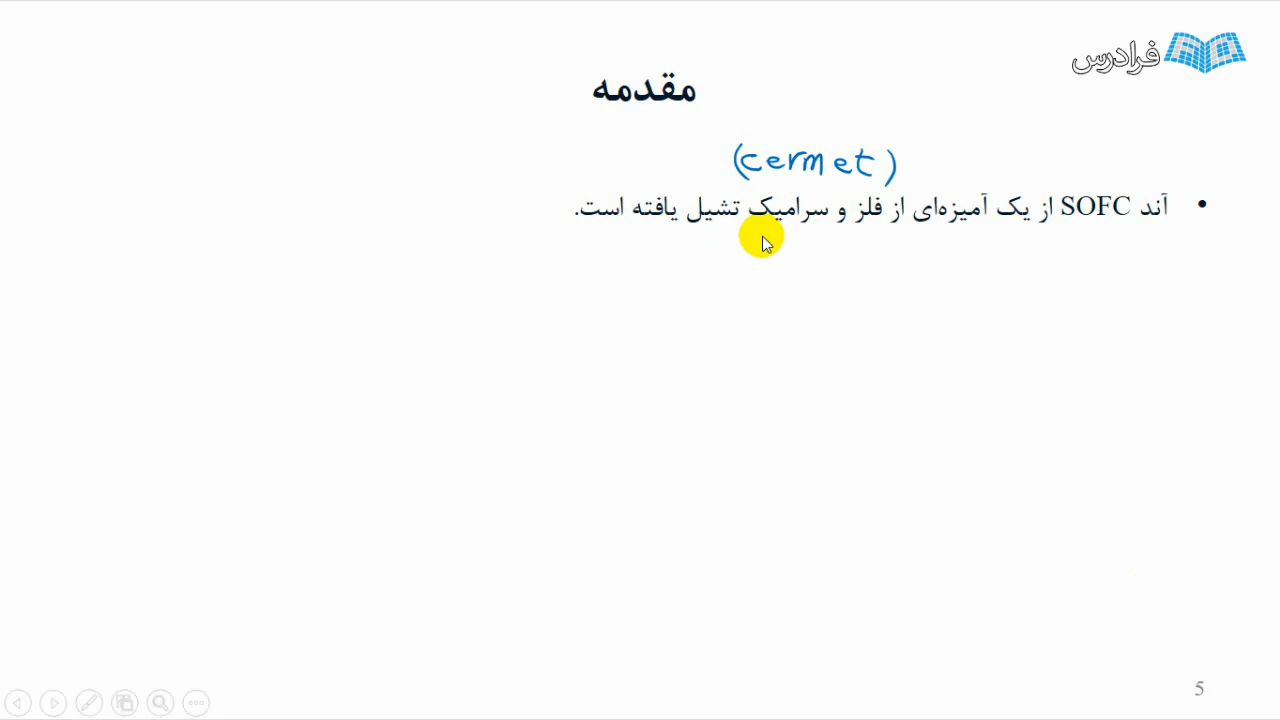 فرادرس
مقدمه
(cermet)
• آند SOFC از یک آمیزه‌ای از فلز و سرامیک تشیل یافته است.
5